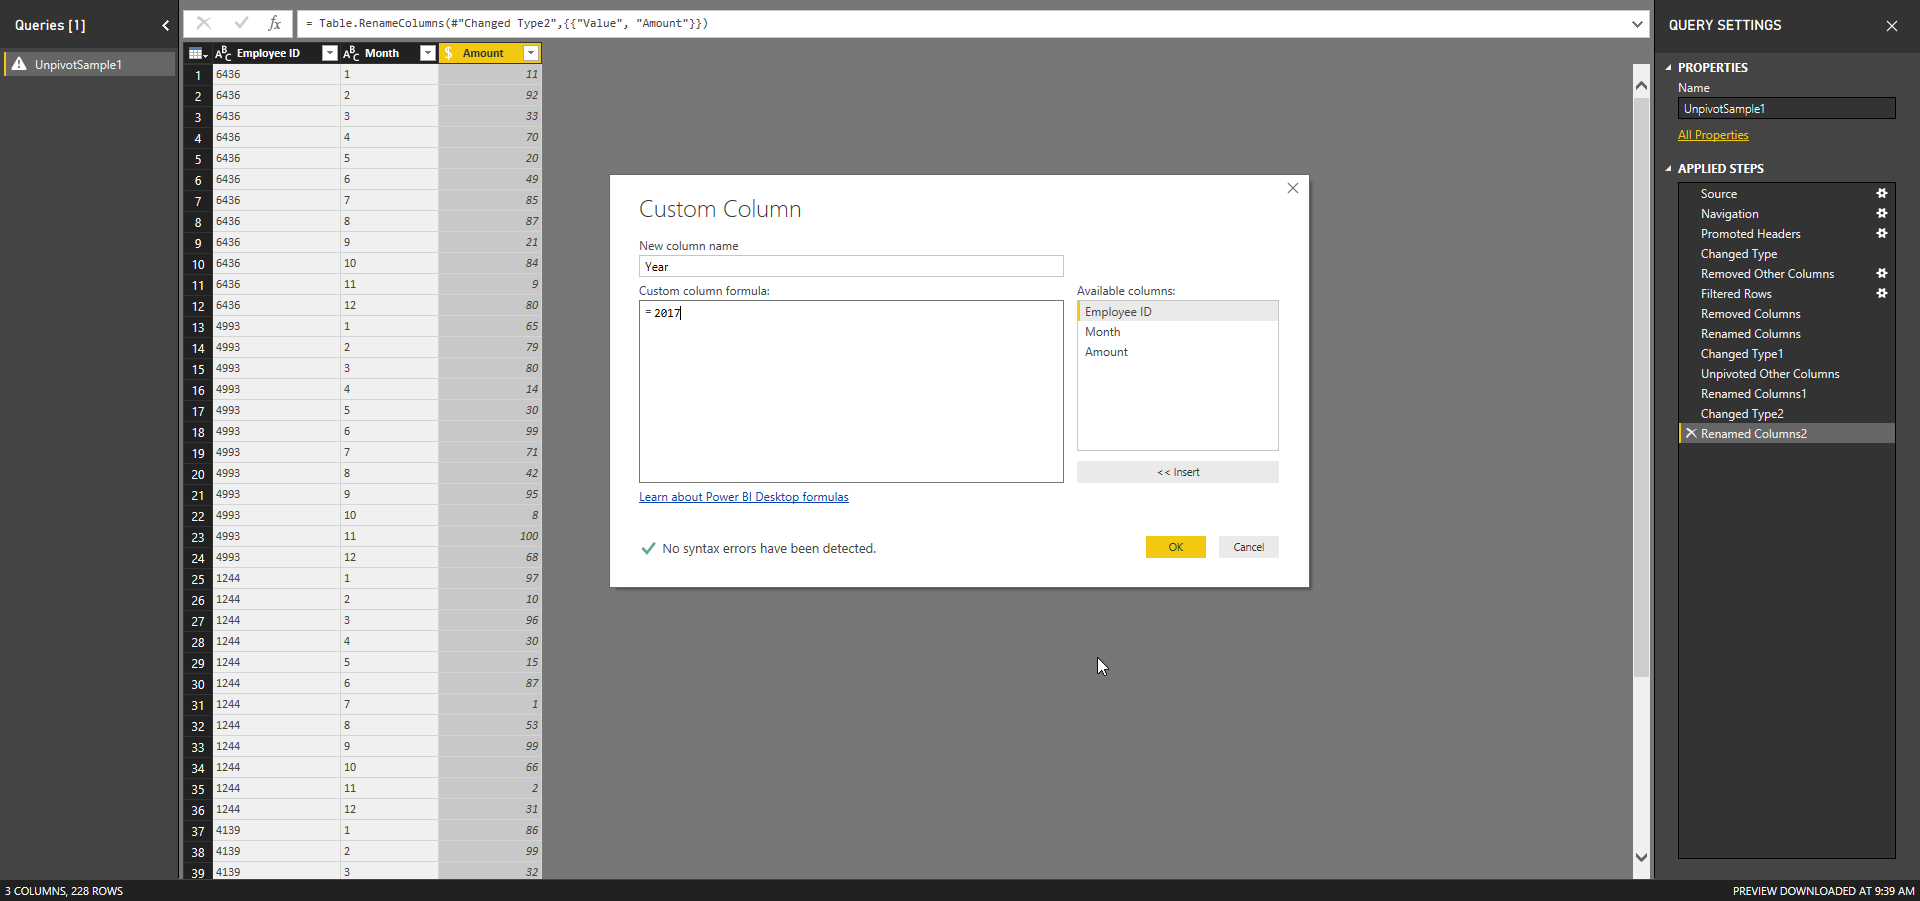 Queries [1]
UnpivotSample1
= Table.RenameColumns(#"Changed Type2",{{"Value", "Amount"}})
Employee ID Month Amount
1 6436 1 11
2 6436 2 92
3 6436 3 33
4 6436 4 70
5 6436 5 20
6 6436 6 49
7 6436 7 85
8 6436 8 87
9 6436 9 21
10 6436 10 84
11 6436 11 9
12 6436 12 80
13 4993 1 65
14 4993 2 79
15 4993 3 80
16 4993 4 14
17 4993 5 30
18 4993 6 99
19 4993 7 71
20 4993 8 42
21 4993 9 95
22 4993 10 8
23 4993 11 100
24 4993 12 68
25 1244 1 97
26 1244 2 10
27 1244 3 96
28 1244 4 30
29 1244 5 15
30 1244 6 87
31 1244 7 1
32 1244 8 53
33 1244 9 99
34 1244 10 66
35 1244 11 2
36 1244 12 31
37 4139 1 86
38 4139 2 99
39 4139 3 32
Custom Column
New column name
Year
Custom column formula:
= 2017
Available columns:
Employee ID
Month
Amount
<< Insert
Learn about Power BI Desktop formulas
No syntax errors have been detected.
OK
Cancel
QUERY SETTINGS
PROPERTIES
Name
UnpivotSample1
All Properties
APPLIED STEPS
Source
Navigation
Promoted Headers
Changed Type
Removed Other Columns
Filtered Rows
Removed Columns
Renamed Columns
Changed Type1
Unpivoted Other Columns
Renamed Columns1
Changed Type2
Renamed Columns2
3 COLUMNS, 228 ROWS
PREVIEW DOWNLOADED AT 9:39 AM